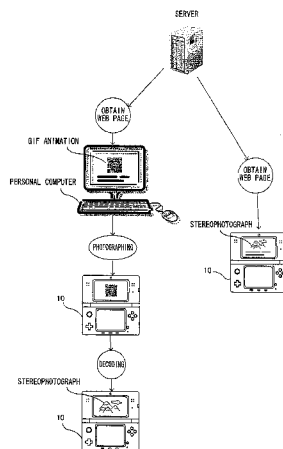 SERVER
OBTAIN
WEB PAGE
GIF ANIMATION
PERSONAL COMPUTER
OBTAIN
WEB PAGE
STEREOPHOTOGRAPH
PHOTOGRAPHING
10
10
DECODING
STEREOPHOTOGRAPH
10